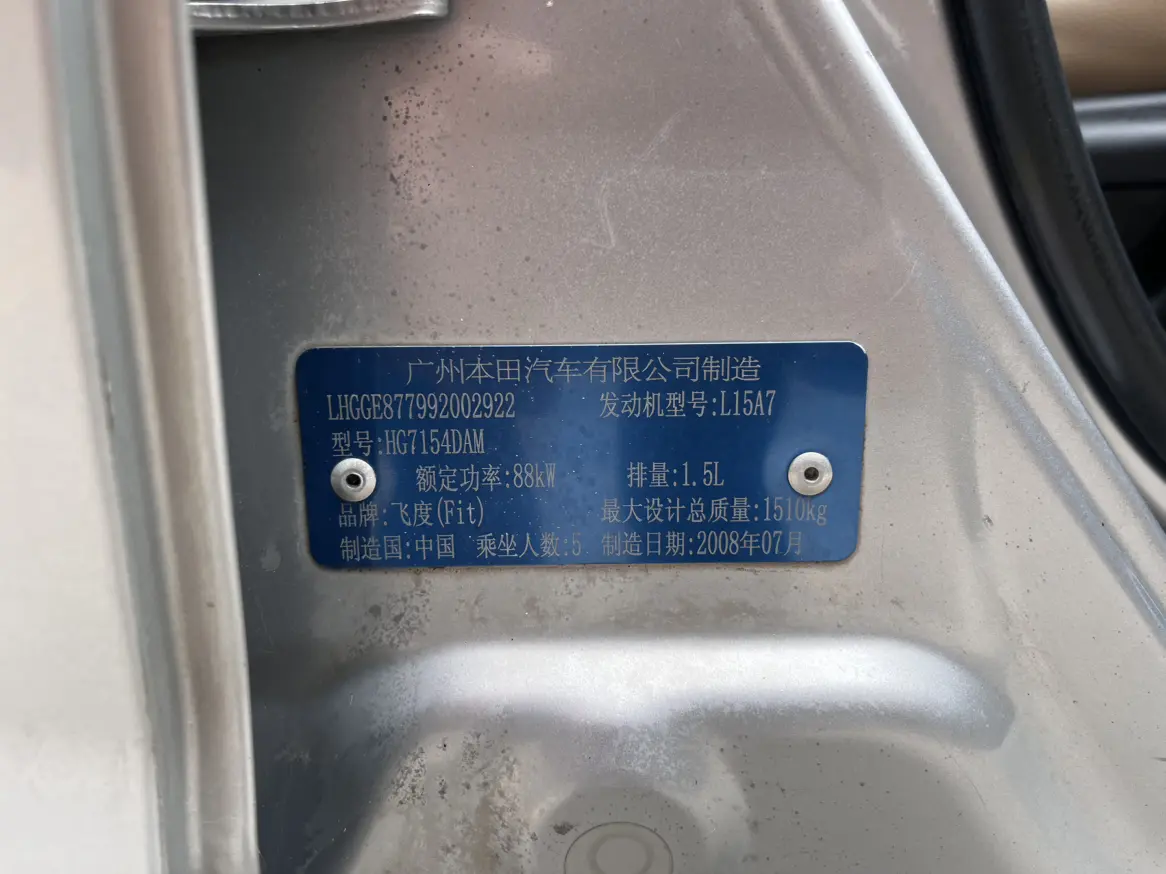 广州本田汽车有限公司制造
LHGGE877992002922 发动机型号:L15A7
型号:HG7154DAM
额定功率:88kW 排量:1.5L
品牌:飞度(Fit) 最大设计总质量:1510kg
制造国:中国 乘坐人数:5 制造日期:2008年07月